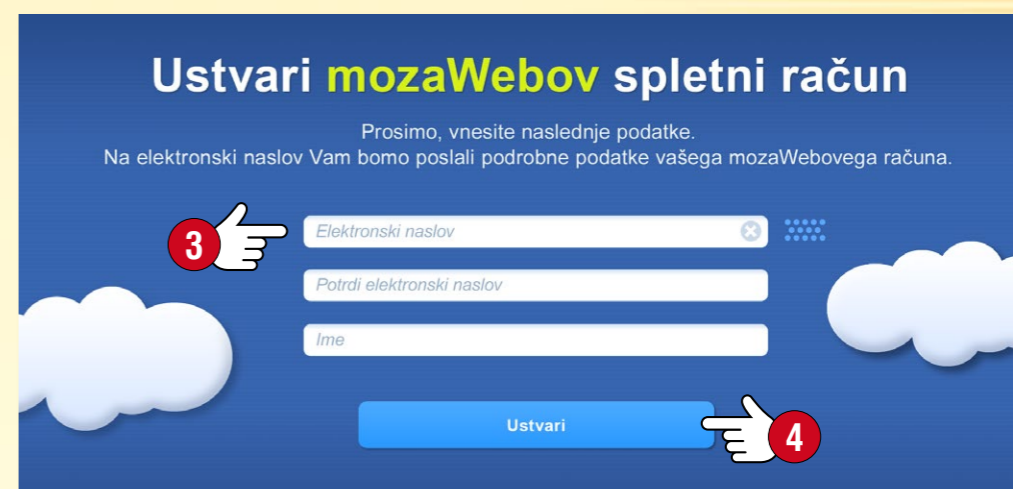 Ustvari mozaWebov spletni račun
Prosimo, vnesite naslednje podatke.
Na elektronski naslov Vam bomo poslali podrobne podatke vašega mozaWebovega računa.
3
Elektronski naslov
Potrdi elektronski naslov
Ime
Ustvari
4